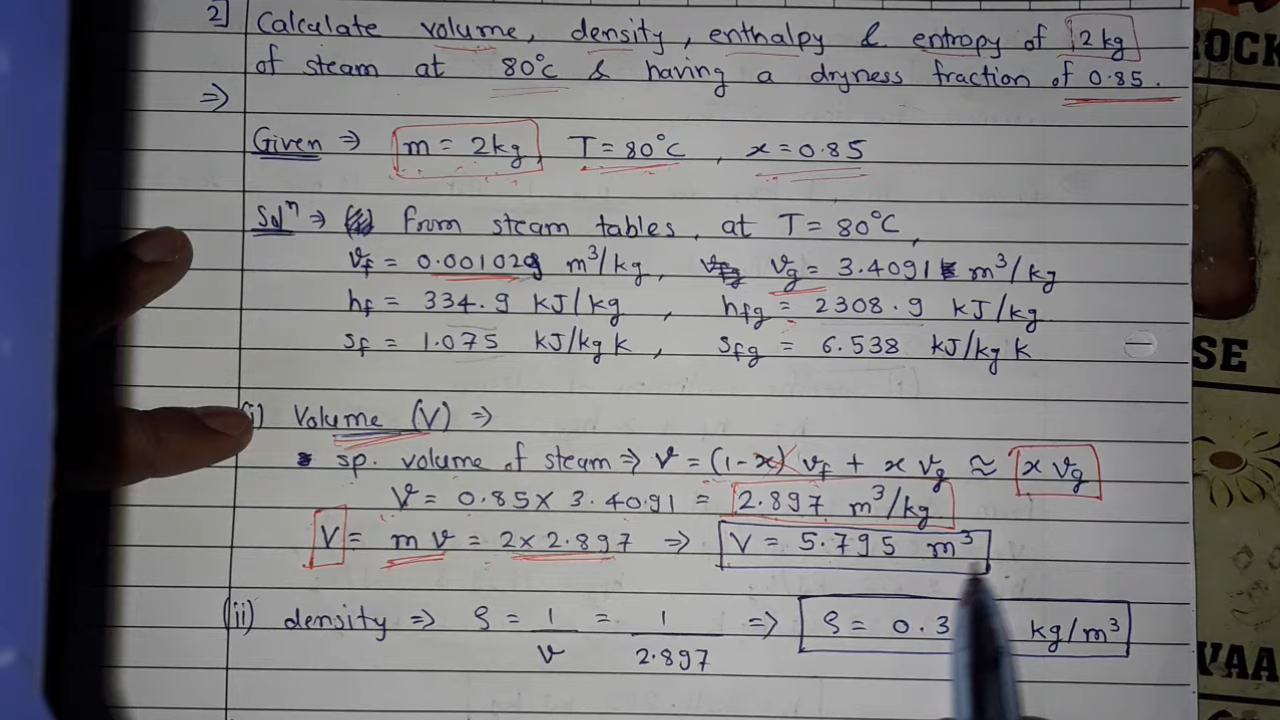 2] Calculate volume, density, enthalpy & entropy of 2 kg
of steam at 80°C & having a dryness fraction of 0.85.
⇒
Given ⇒ m = 2kg, T = 80°C, x = 0.85
Solⁿ ⇒ from steam tables, at T = 80°C,
vf = 0.001029 m³/kg, vg = 3.4091 m³/kg
hf = 334.9 kJ/kg, hfg = 2308.9 kJ/kg
sf = 1.075 kJ/kg K, sfg = 6.538 kJ/kg K
(i) Volume (V) ⇒
sp. volume of steam ⇒ v = (1-x) vf + x vg ≈ x vg
v = 0.85 × 3.4091 = 2.897 m³/kg
V = m v = 2 × 2.897 ⇒ V = 5.795 m³
(ii) density ⇒ ρ = 1/v = 1/2.897 ⇒ ρ = 0.3 kg/m³
ROCK
SE
VAA